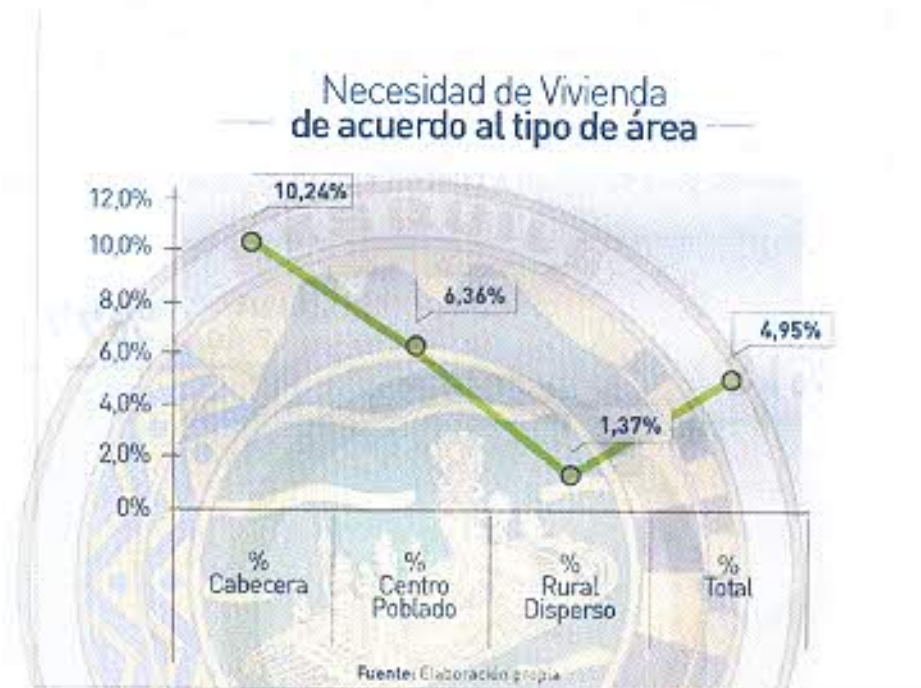 Necesidad de Vivienda
de acuerdo al tipo de área
12,0%
10,0%
8,0%
6,0%
4,0%
2,0%
0%
10,24%
6,36%
1,37%
4,95%
%
Cabecera
%
Centro
Poblado
%
Rural
Disperso
%
Total
Fuente: Elaboración propia